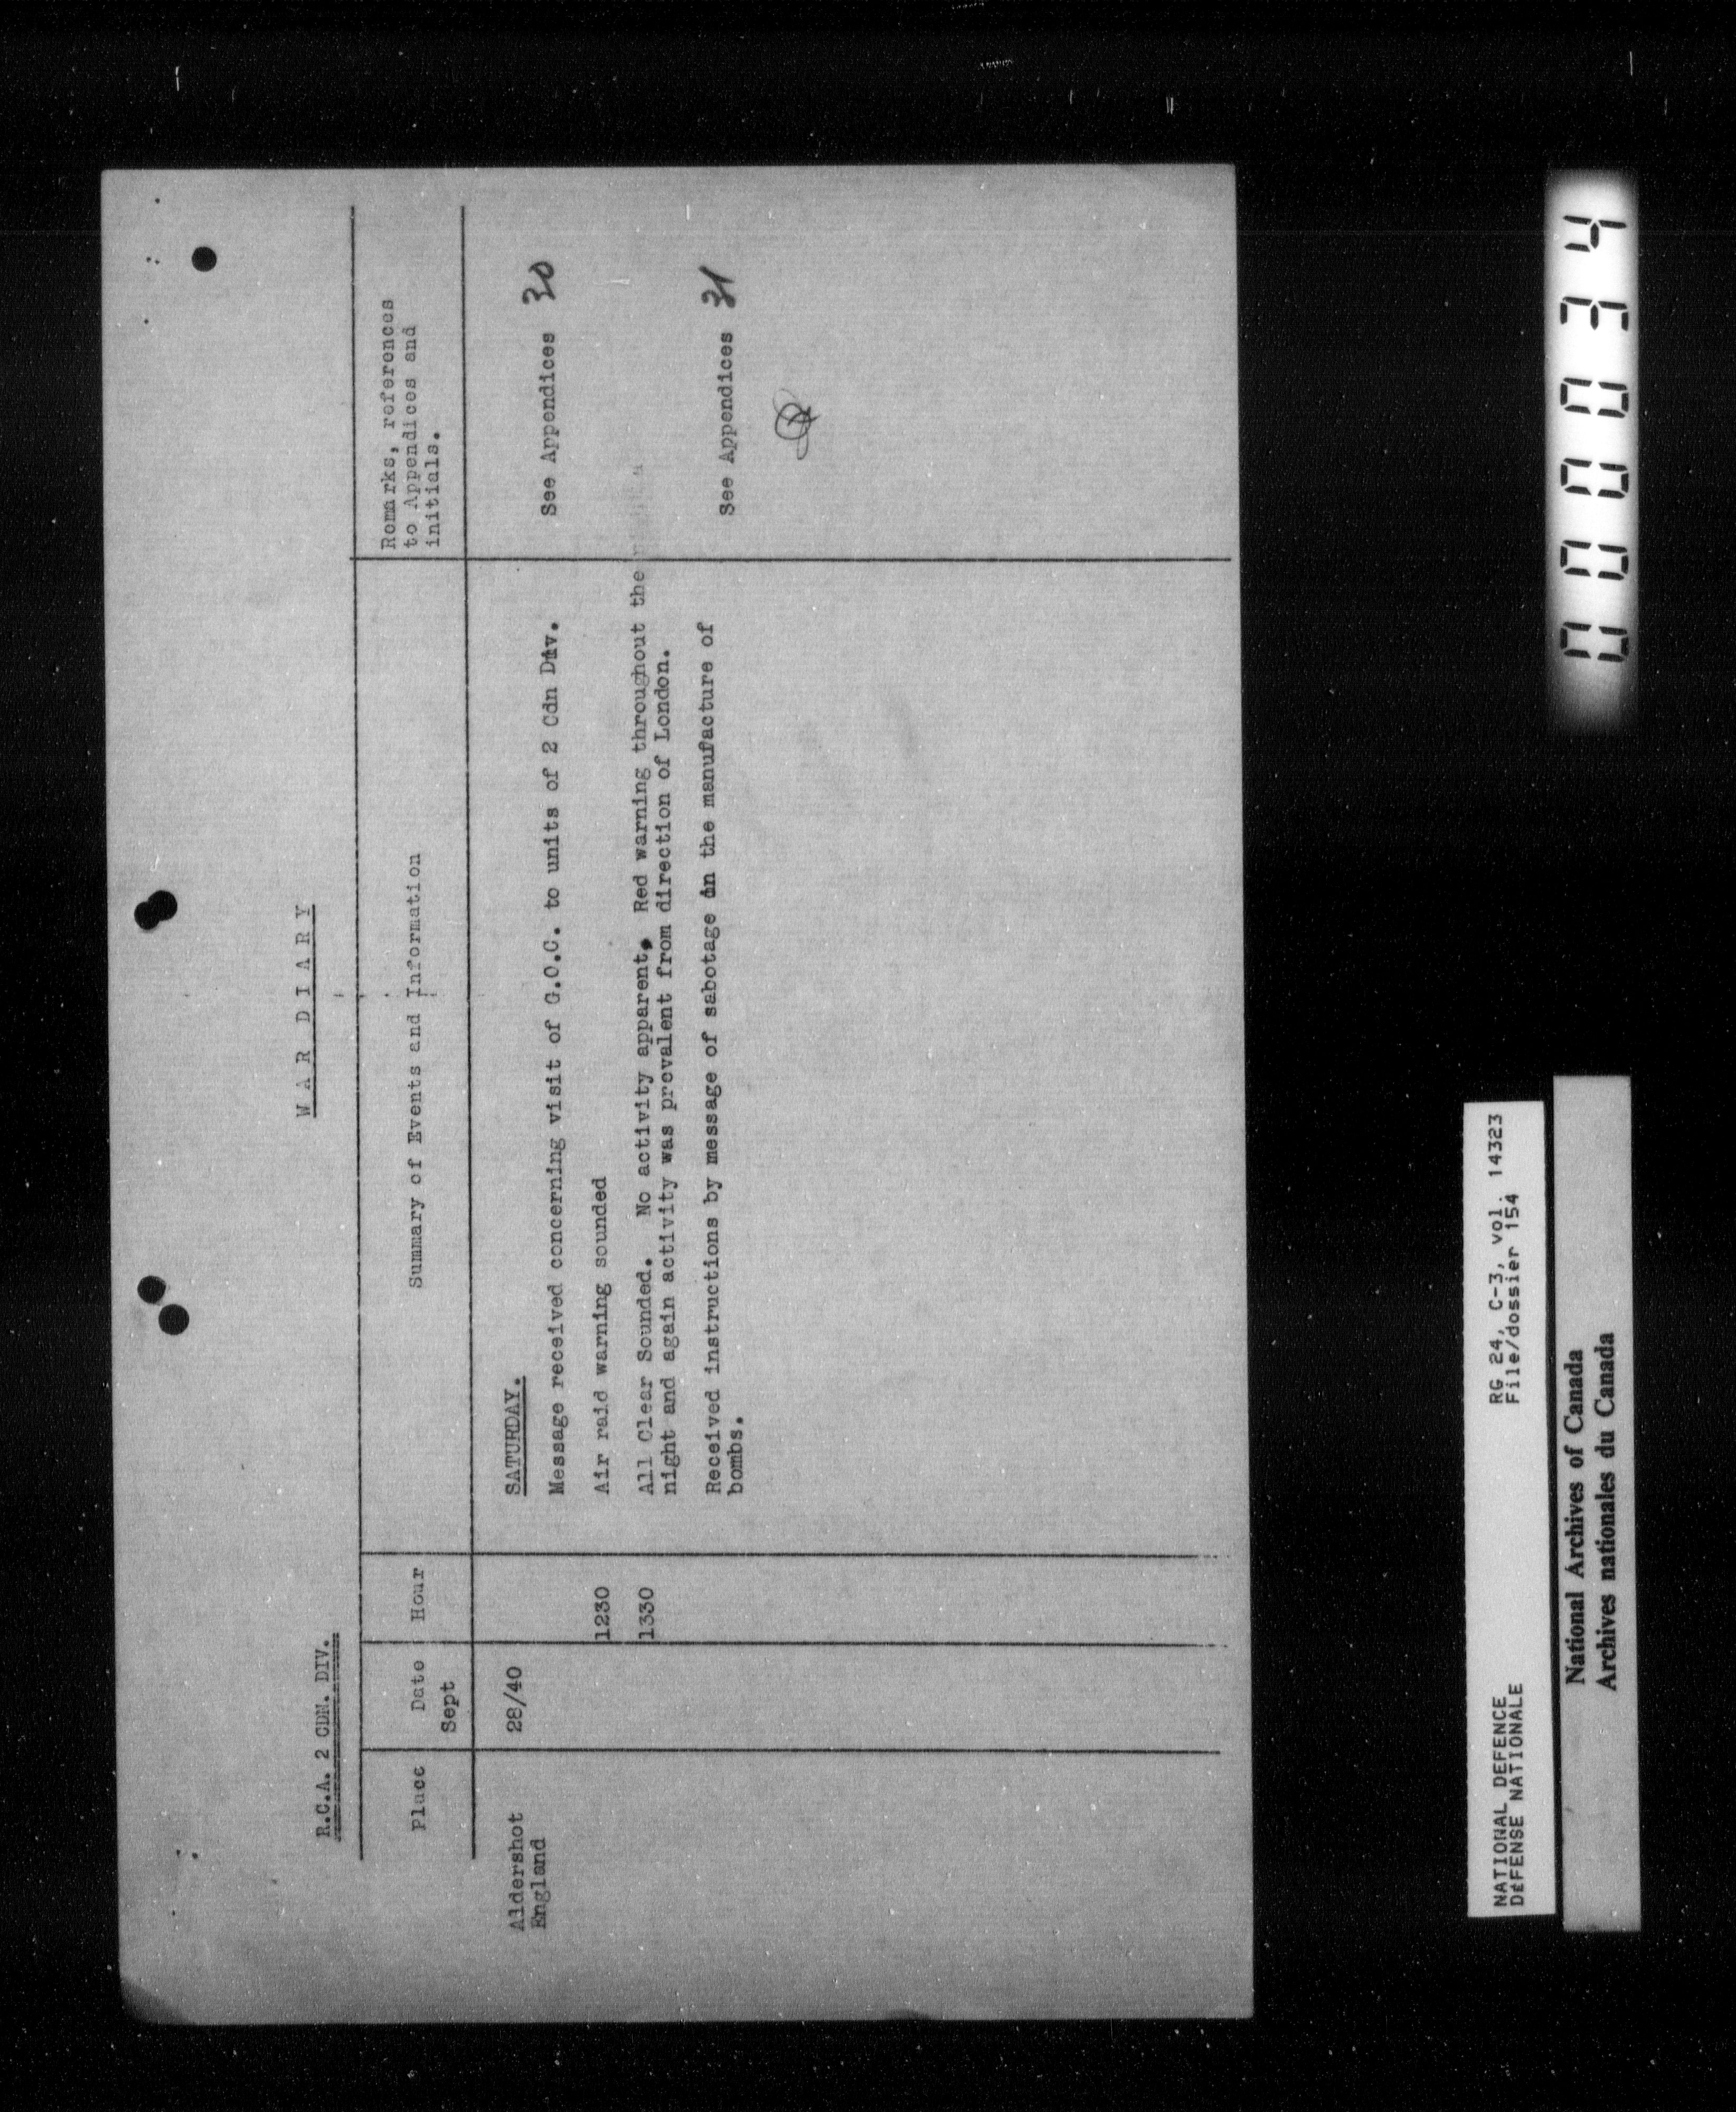 W A R D I A R Y
R.C.A. 2 CDN. DIV.
Place Date Hour Summary of Events and Information Remarks, references
Sept to Appendices and
initials.
Aldershot 28/40 SATURDAY.
England
Message received concerning visit of G.O.C. to units of 2 Cdn Div. See Appendices 30
1230 Air raid warning sounded
1330 All Clear Sounded. No activity apparent. Red warning throughout the
night and again activity was prevalent from direction of London.
Received instructions by message of sabotage in the manufacture of See Appendices 31
bombs.
NATIONAL DEFENCE RG 24, C-3, vol. 14323
DÉFENSE NATIONALE File/dossier 154
National Archives of Canada
Archives nationales du Canada
000034